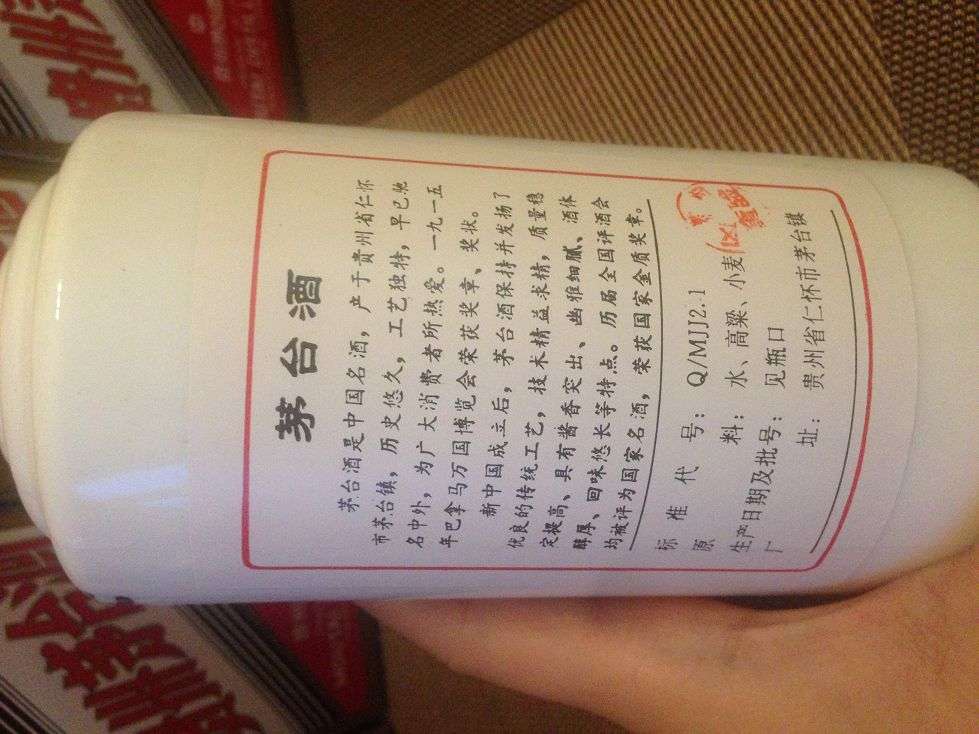 茅台酒
茅台酒是中国名酒，产于贵州省仁怀
市茅台镇，历史悠久，工艺独特，早已驰
名中外，为广大消费者所热爱。一九一五
年巴拿马万国博览会荣获奖章、奖状。
新中国成立后，茅台酒保持并发扬了
优良的传统工艺，技术精益求精，质量稳
定提高、具有酱香突出、幽雅细腻、酒体
醇厚、回味悠长等特点。历届全国评酒会
均被评为国家名酒，荣获国家金质奖章。
标准代号： Q/MJJ2.1
原料： 水、高粱、小麦
生产日期及批号： 见瓶口
厂址： 贵州省仁怀市茅台镇